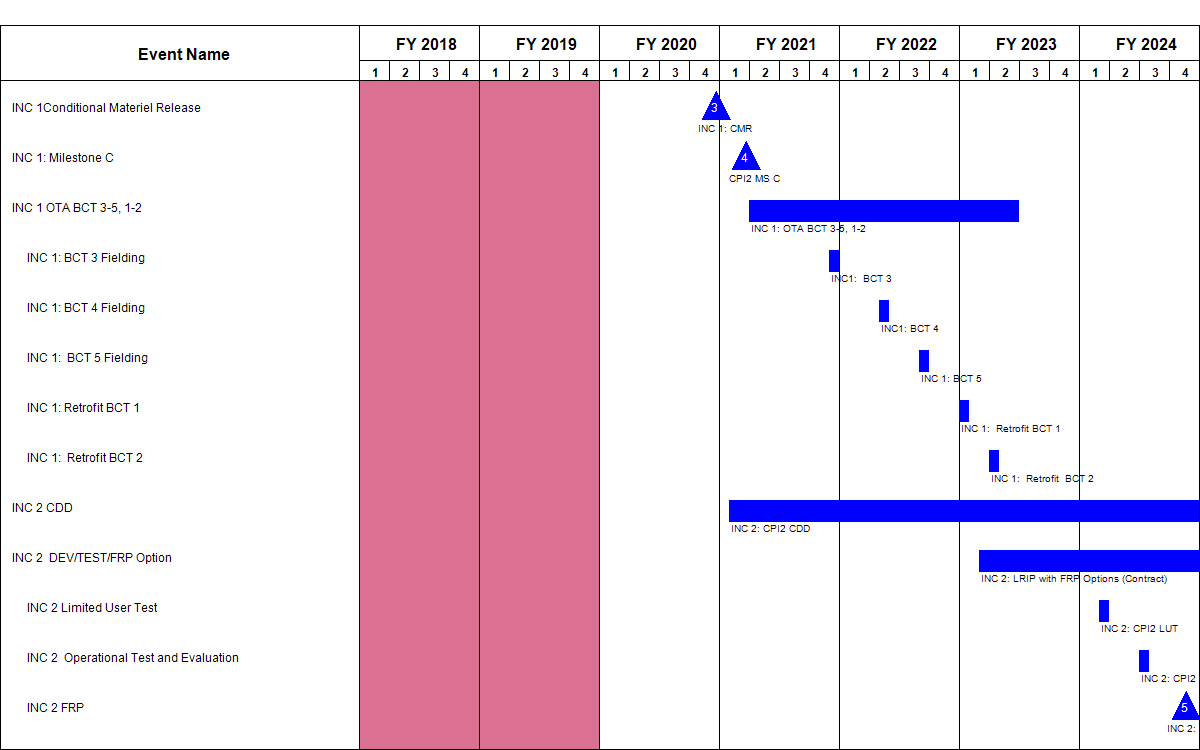 Event Name
FY 2018 FY 2019 FY 2020 FY 2021 FY 2022 FY 2023 FY 2024
1 2 3 4 1 2 3 4 1 2 3 4 1 2 3 4 1 2 3 4 1 2 3 4 1 2 3 4
INC 1Conditional Materiel Release
3
INC 1: CMR
INC 1: Milestone C
4
CPI2 MS C
INC 1 OTA BCT 3-5, 1-2
INC 1: OTA BCT 3-5, 1-2
INC 1: BCT 3 Fielding
INC1:  BCT 3
INC 1: BCT 4 Fielding
INC1: BCT 4
INC 1:  BCT 5 Fielding
INC 1: BCT 5
INC 1: Retrofit BCT 1
INC 1:  Retrofit BCT 1
INC 1:  Retrofit BCT 2
INC 1:  Retrofit  BCT 2
INC 2 CDD
INC 2: CPI2 CDD
INC 2  DEV/TEST/FRP Option
INC 2: LRIP with FRP Options (Contract)
INC 2 Limited User Test
INC 2: CPI2 LUT
INC 2  Operational Test and Evaluation
INC 2: CPI2
INC 2 FRP
5
INC 2: